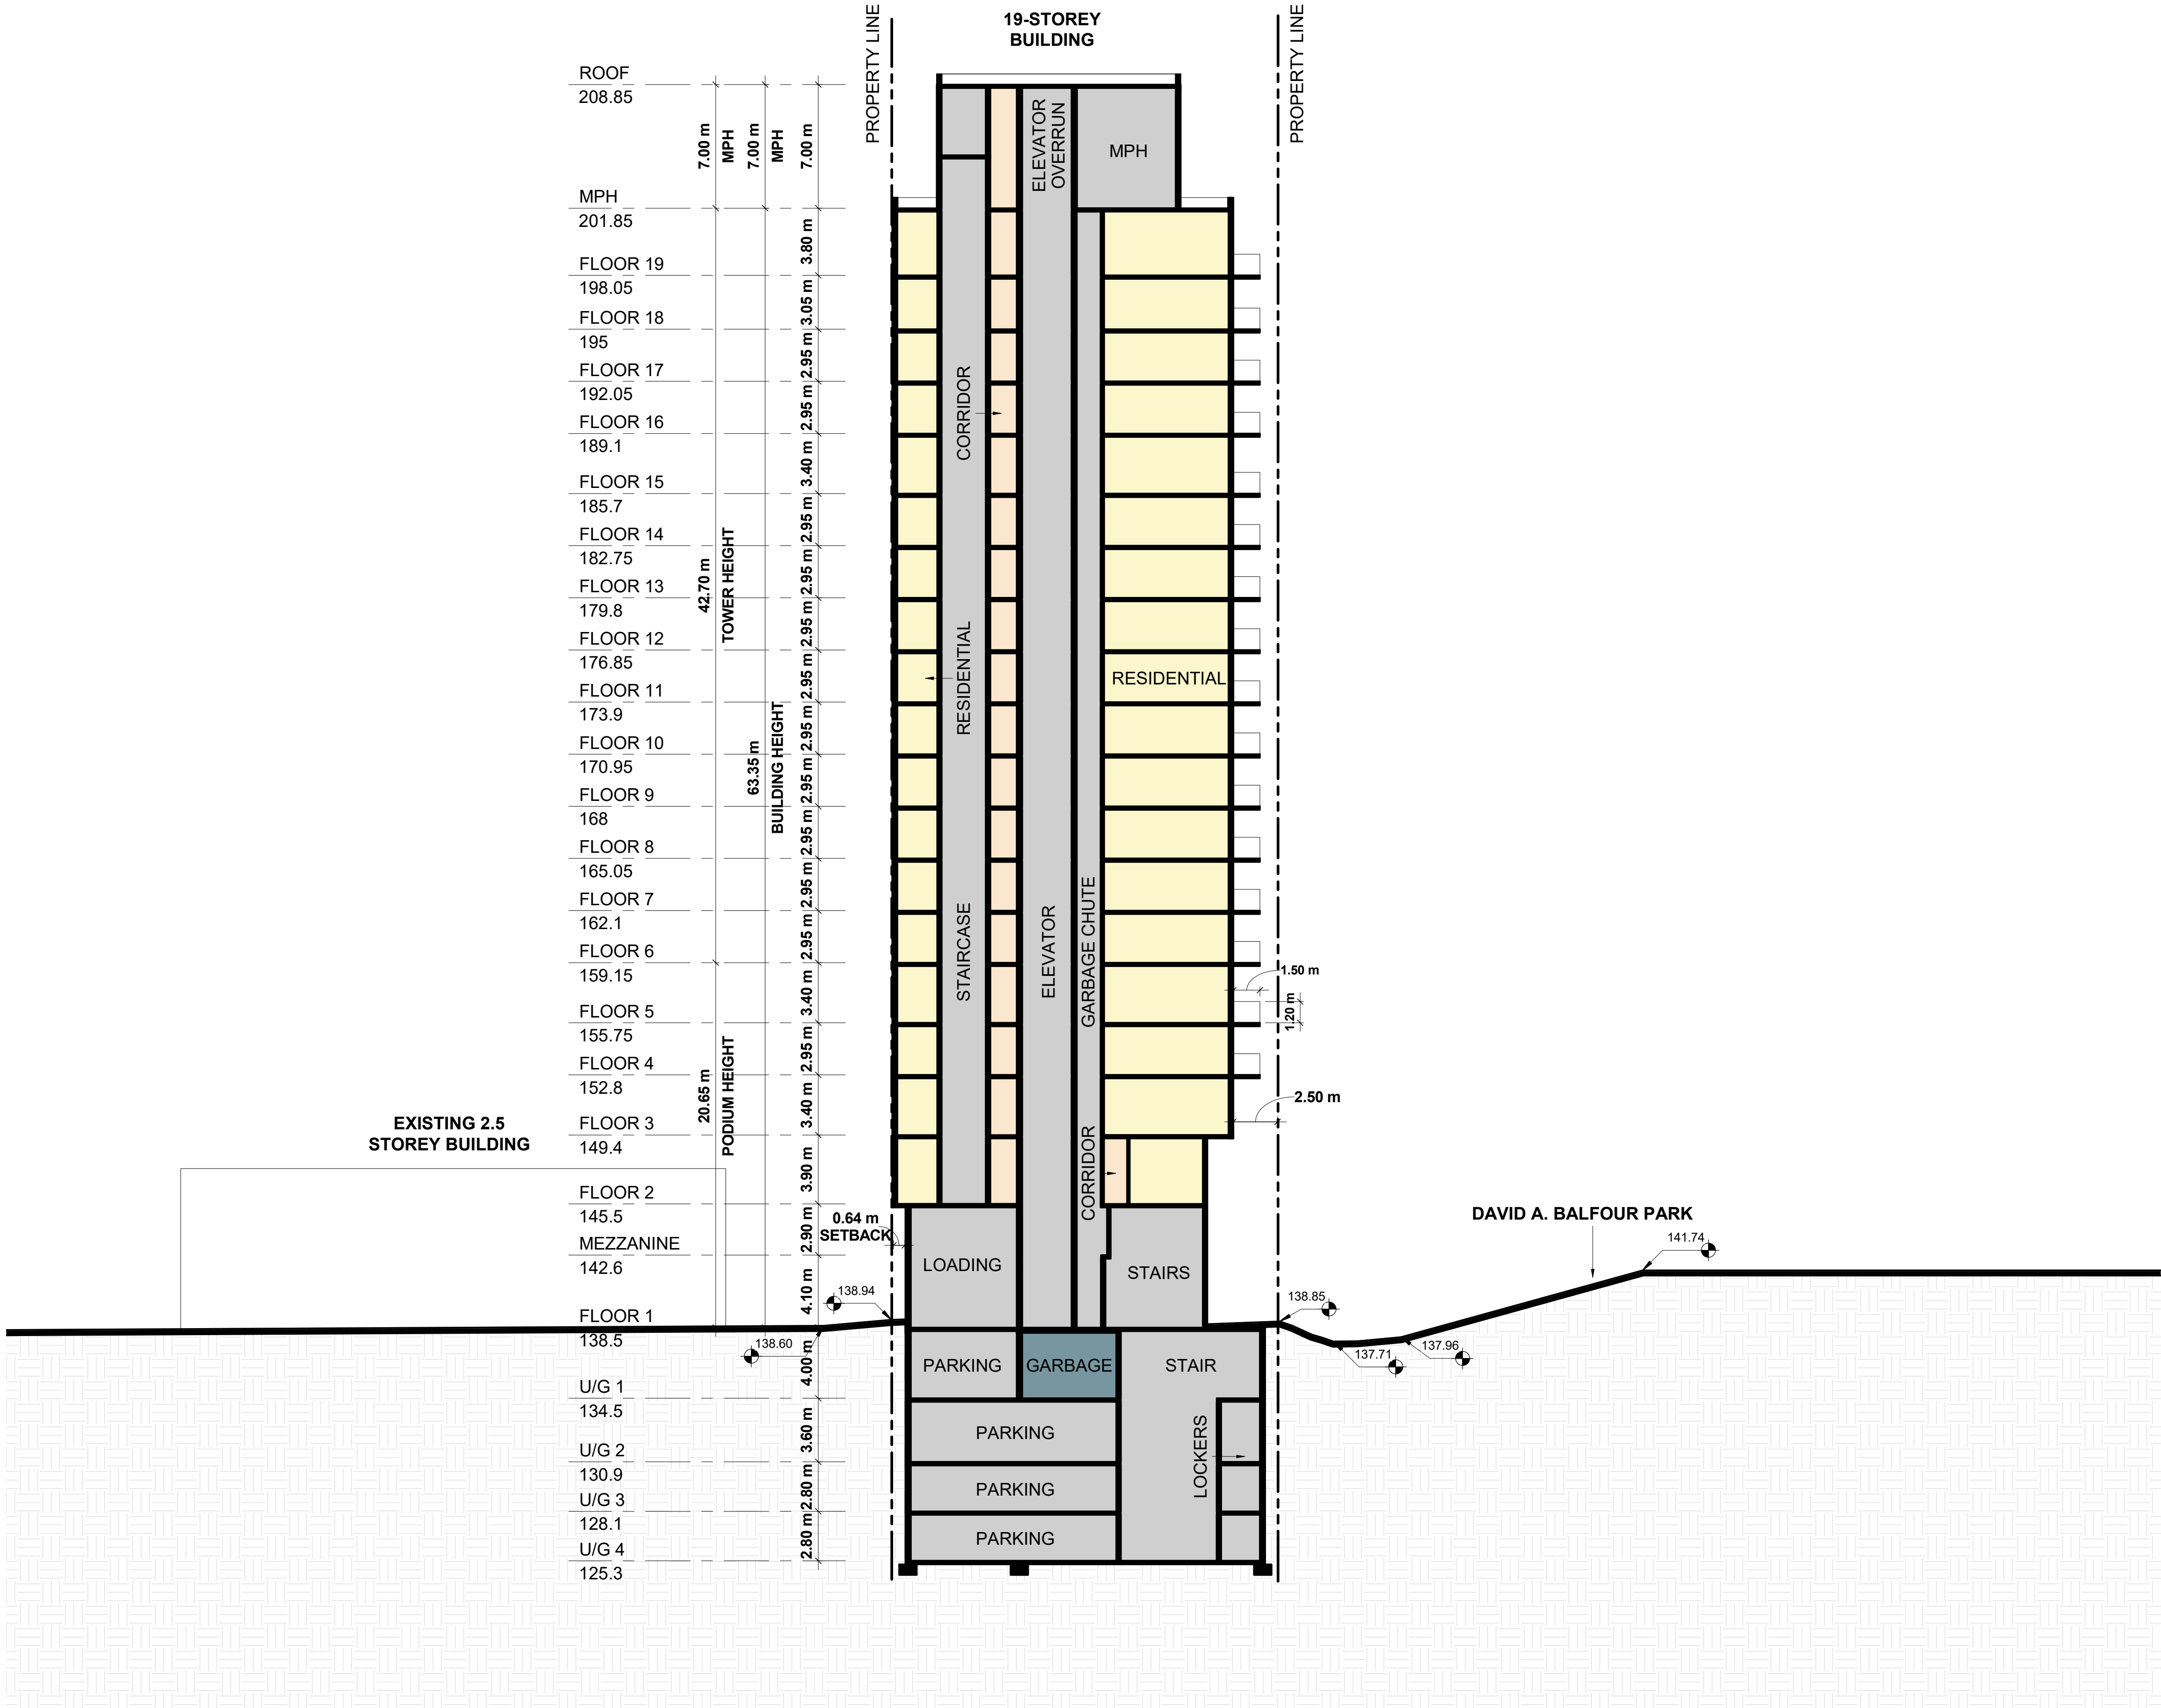 19-STOREY
BUILDING
PROPERTY LINE
PROPERTY LINE
ROOF
208.85
7.00 m
MPH
7.00 m
MPH
7.00 m
ELEVATOR
OVERRUN
MPH
MPH
201.85
3.80 m
FLOOR 19
198.05
3.05 m
FLOOR 18
195
2.95 m
FLOOR 17
192.05
2.95 m
FLOOR 16
189.1
3.40 m
FLOOR 15
185.7
2.95 m
FLOOR 14
182.75
2.95 m
FLOOR 13
179.8
2.95 m
FLOOR 12
176.85
2.95 m
FLOOR 11
173.9
2.95 m
FLOOR 10
170.95
2.95 m
FLOOR 9
168
2.95 m
FLOOR 8
165.05
2.95 m
FLOOR 7
162.1
2.95 m
FLOOR 6
159.15
3.40 m
FLOOR 5
155.75
2.95 m
FLOOR 4
152.8
3.40 m
FLOOR 3
149.4
3.90 m
FLOOR 2
145.5
2.90 m
MEZZANINE
142.6
4.10 m
FLOOR 1
138.5
4.00 m
U/G 1
134.5
3.60 m
U/G 2
130.9
2.80 m
U/G 3
128.1
2.80 m
U/G 4
125.3
42.70 m
TOWER HEIGHT
63.35 m
BUILDING HEIGHT
20.65 m
PODIUM HEIGHT
CORRIDOR
RESIDENTIAL
STAIRCASE
ELEVATOR
GARBAGE CHUTE
CORRIDOR
RESIDENTIAL
1.50 m
1.20 m
2.50 m
EXISTING 2.5
STOREY BUILDING
0.64 m
SETBACK
LOADING
STAIRS
138.94
138.60
138.85
137.71
137.96
141.74
DAVID A. BALFOUR PARK
PARKING
GARBAGE
STAIR
PARKING
LOCKERS
PARKING
PARKING